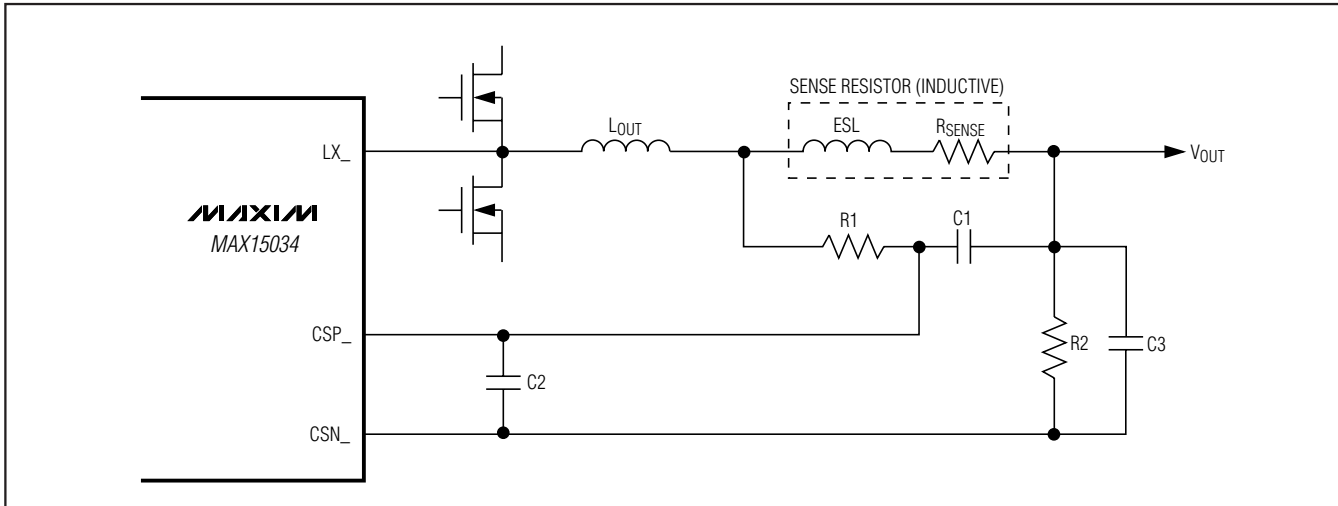 SENSE RESISTOR (INDUCTIVE)
LOUT
ESL
RSENSE
LX_
VOUT
MAXIM
MAX15034
R1
C1
CSP_
R2
C3
C2
CSN_